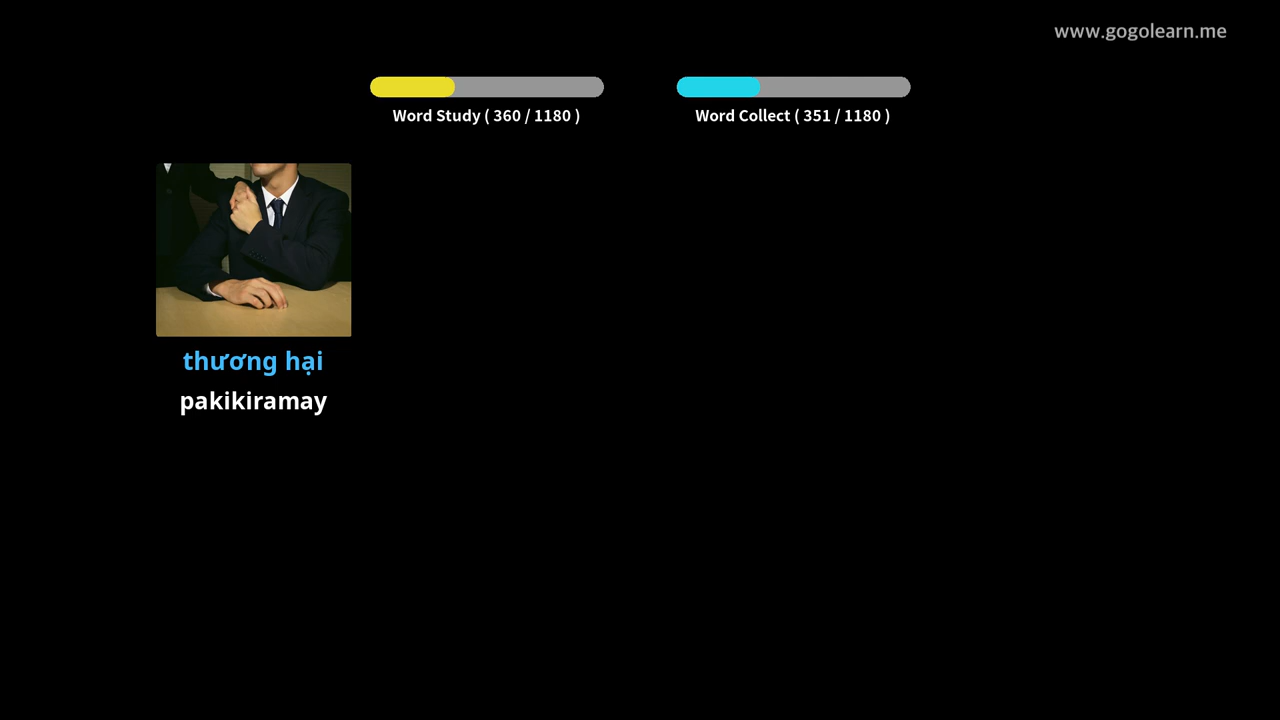 www.gogolearn.me
Word Study ( 360 / 1180 )
Word Collect ( 351 / 1180 )
thương hại
pakikiramay